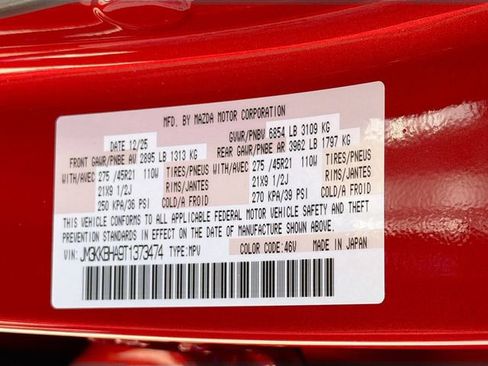 MFD. BY MAZDA MOTOR CORPORATION
DATE 12/25 GVWR/PNBV 6854 LB 3109 KG
FRONT GAWR/PNBE AV 2895 LB 1313 KG REAR GAWR/PNBE AR 3962 LB 1797 KG
WITH/AVEC 275 /45R21 110W TIRES/PNEUS WITH/AVEC 275 /45R21 110W TIRES/PNEUS
21X9 1/2J RIMS/JANTES 21X9 1/2J RIMS/JANTES
250 KPA/36 PSI COLD/A FROID 270 KPA/39 PSI COLD/A FROID
THIS VEHICLE CONFORMS TO ALL APPLICABLE FEDERAL MOTOR VEHICLE SAFETY AND THEFT
PREVENTION STANDARDS IN EFFECT ON THE DATE OF MANUFACTURE SHOWN ABOVE.
VIN: JM3KKBHA9T1373474 TYPE:MPV COLOR CODE:46V MADE IN JAPAN